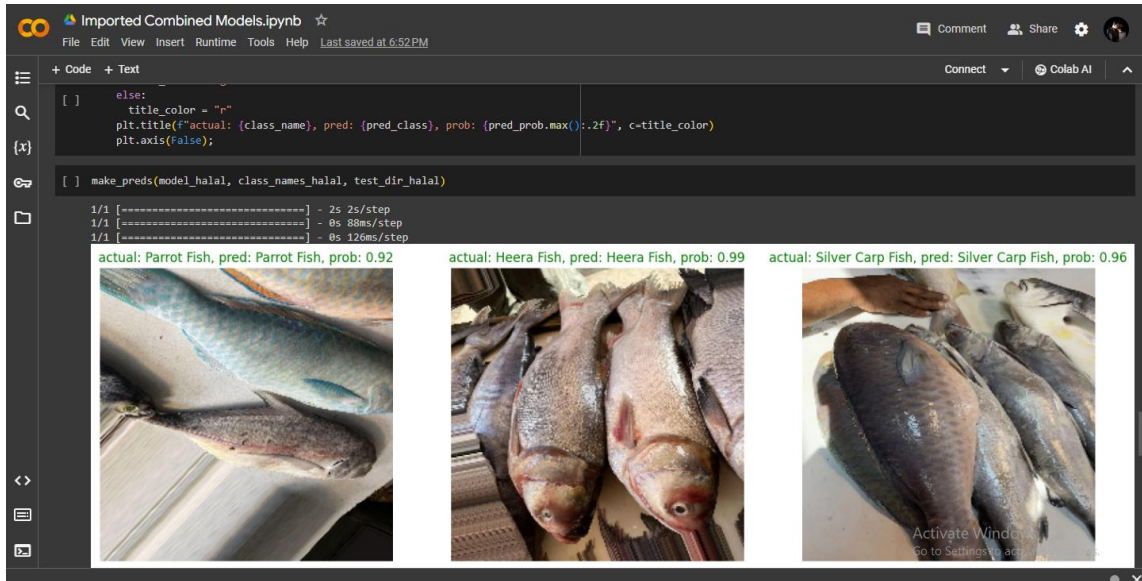 Imported Combined Models.ipynb
Comment
Share
File Edit View Insert Runtime Tools Help Last saved at 6:52 PM
+ Code + Text
Connect
Colab AI
[ ]
else:
title_color = "r"
plt.title(f"actual: {class_name}, pred: {pred_class}, prob: {pred_prob.max():.2f}", c=title_color)
plt.axis(False);
{x}
[ ] make_preds(model_halal, class_names_halal, test_dir_halal)
1/1 [==============================] - 2s 2s/step
1/1 [==============================] - 0s 88ms/step
1/1 [==============================] - 0s 126ms/step
actual: Parrot Fish, pred: Parrot Fish, prob: 0.92
actual: Heera Fish, pred: Heera Fish, prob: 0.99
actual: Silver Carp Fish, pred: Silver Carp Fish, prob: 0.96
Activate Windows
Go to Settings to